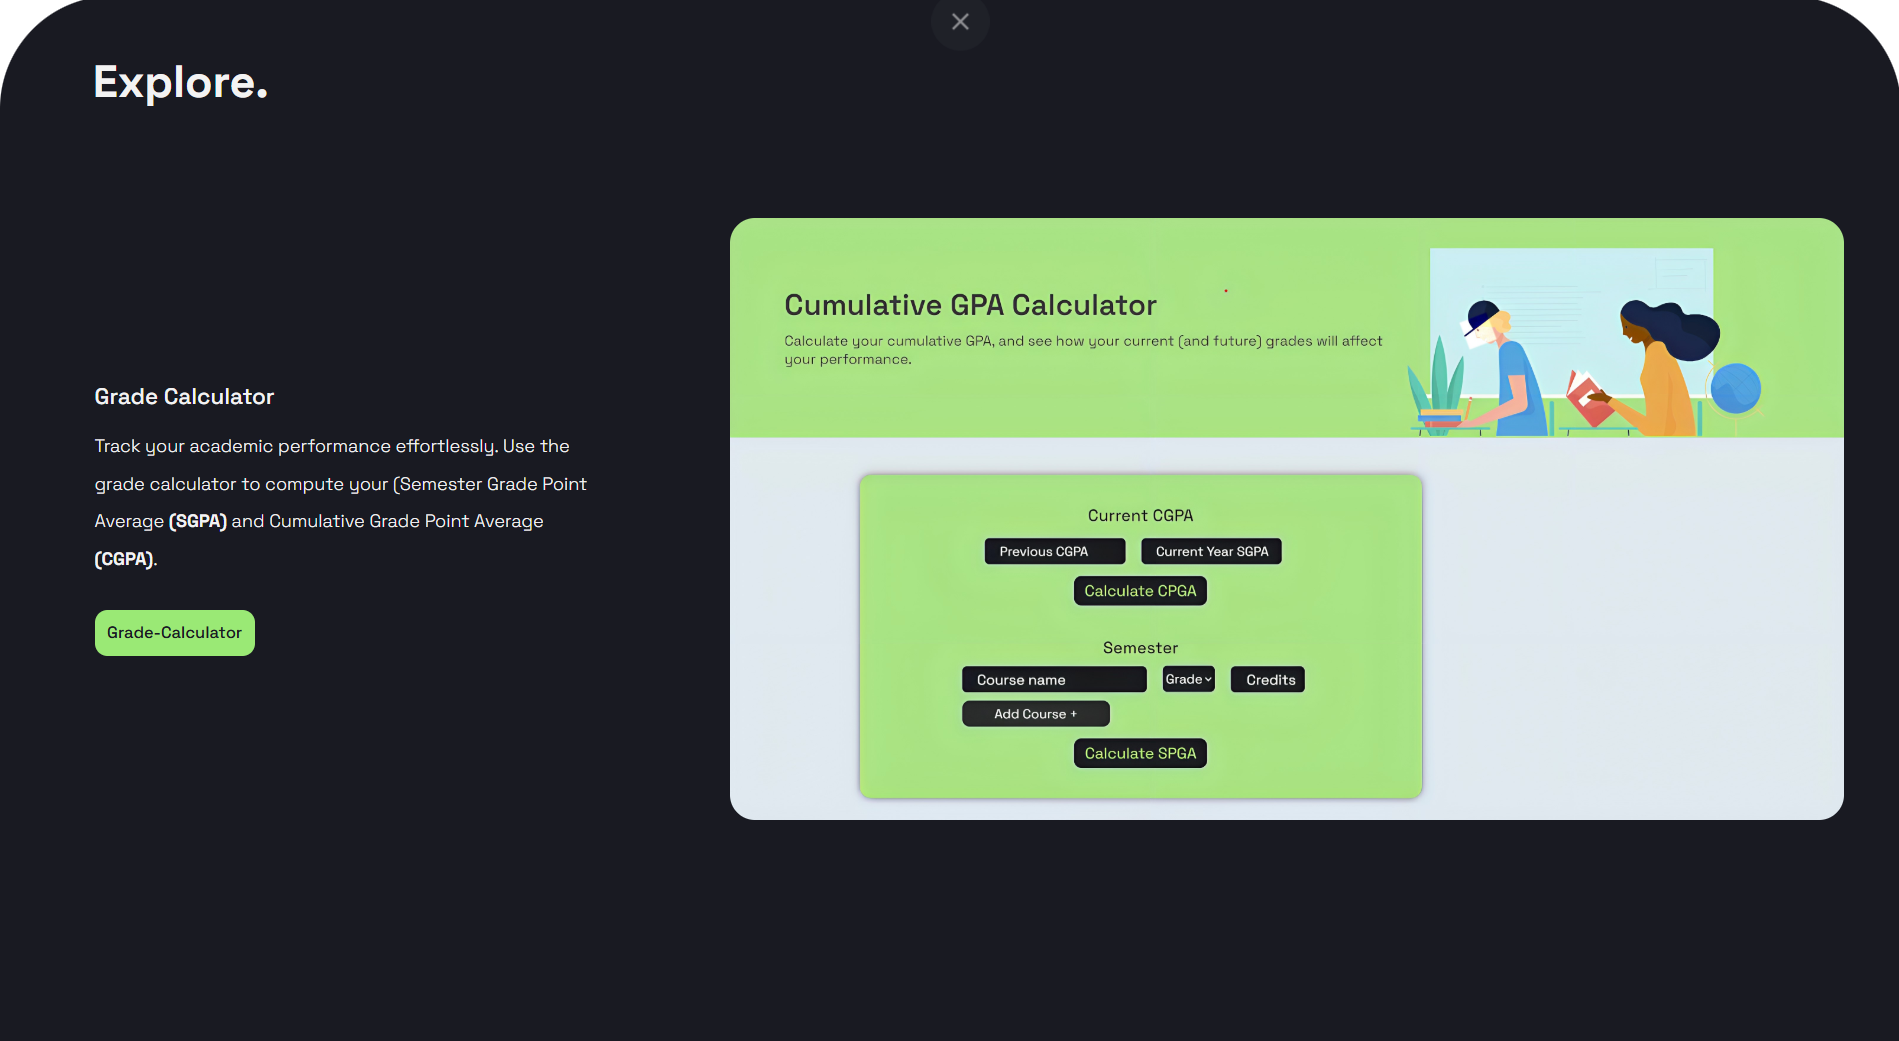 Explore.
Grade Calculator
Track your academic performance effortlessly. Use the
grade calculator to compute your (Semester Grade Point
Average (SGPA) and Cumulative Grade Point Average
(CGPA).
Grade-Calculator
Cumulative GPA Calculator
Calculate your cumulative GPA, and see how your current (and future) grades will affect
your performance.
Current CGPA
Previous CGPA
Current Year SGPA
Calculate CPGA
Semester
Course name
Grade
Credits
Add Course +
Calculate SPGA